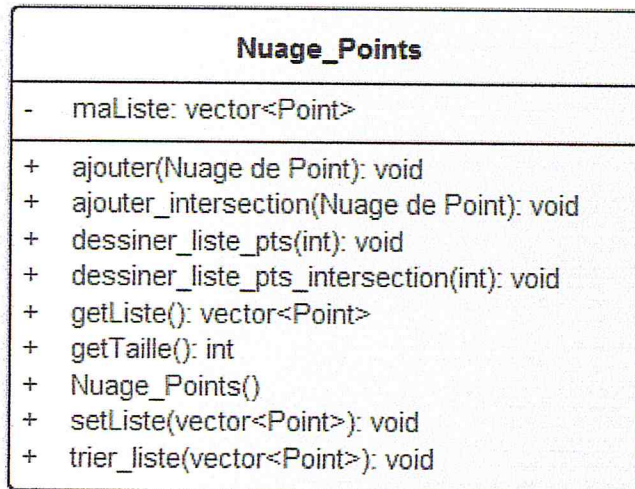 Nuage_Points
- maListe: vector<Point>
+ ajouter(Nuage de Point): void
+ ajouter_intersection(Nuage de Point): void
+ dessiner_liste_pts(int): void
+ dessiner_liste_pts_intersection(int): void
+ getListe(): vector<Point>
+ getTaille(): int
+ Nuage_Points()
+ setListe(vector<Point>): void
+ trier_liste(vector<Point>): void